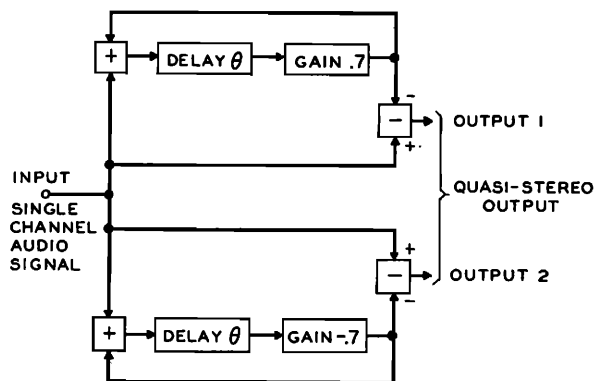 + DELAY θ GAIN .7
−
− OUTPUT 1
+
INPUT
SINGLE
CHANNEL
AUDIO
SIGNAL
QUASI-STEREO
OUTPUT
+
− OUTPUT 2
−
+ DELAY θ GAIN -.7